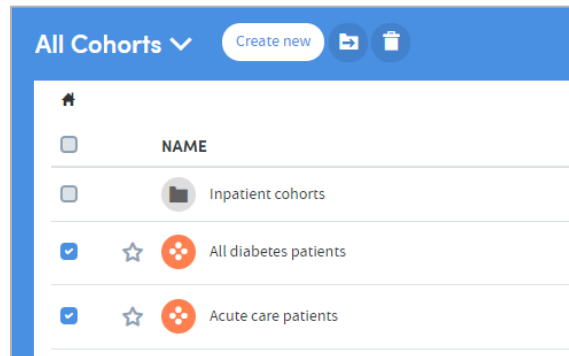 All Cohorts
Create new
NAME
Inpatient cohorts
All diabetes patients
Acute care patients